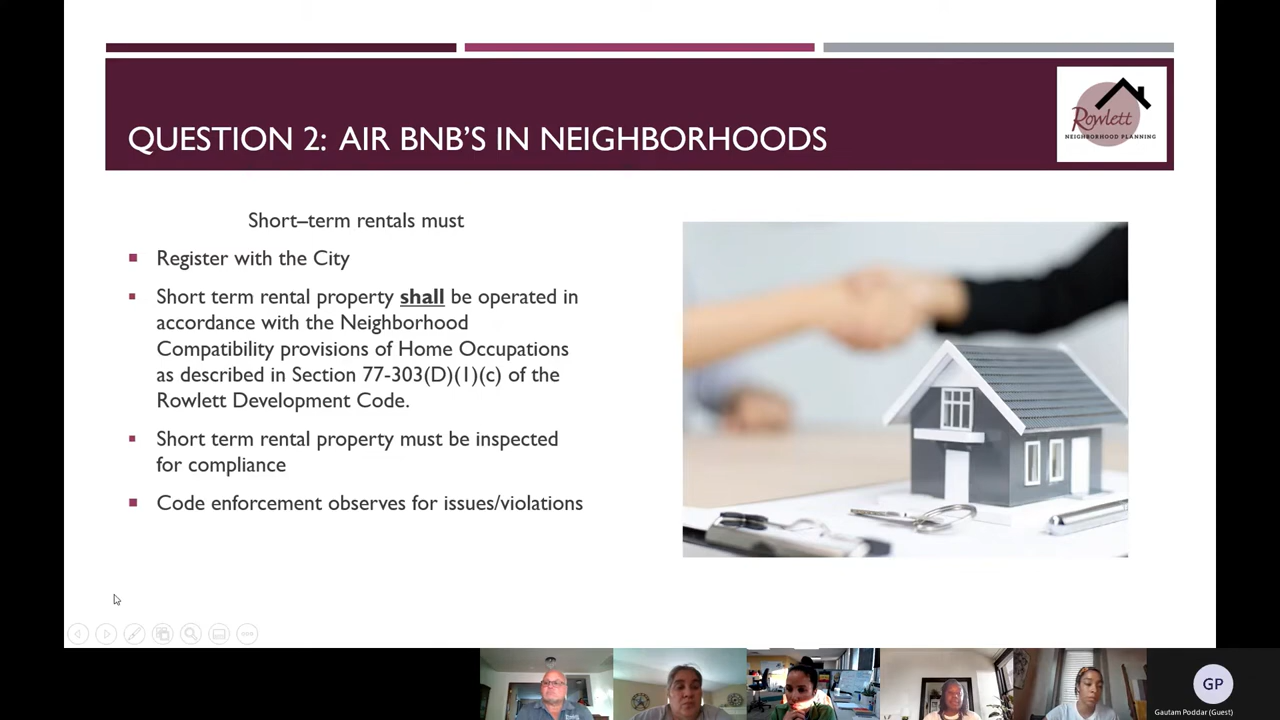 QUESTION 2: AIR BNB'S IN NEIGHBORHOODS
Rowlett
NEIGHBORHOOD PLANNING
Short–term rentals must
Register with the City
Short term rental property shall be operated in
accordance with the Neighborhood
Compatibility provisions of Home Occupations
as described in Section 77-303(D)(1)(c) of the
Rowlett Development Code.
Short term rental property must be inspected
for compliance
Code enforcement observes for issues/violations
GP
Gautam Poddar (Guest)